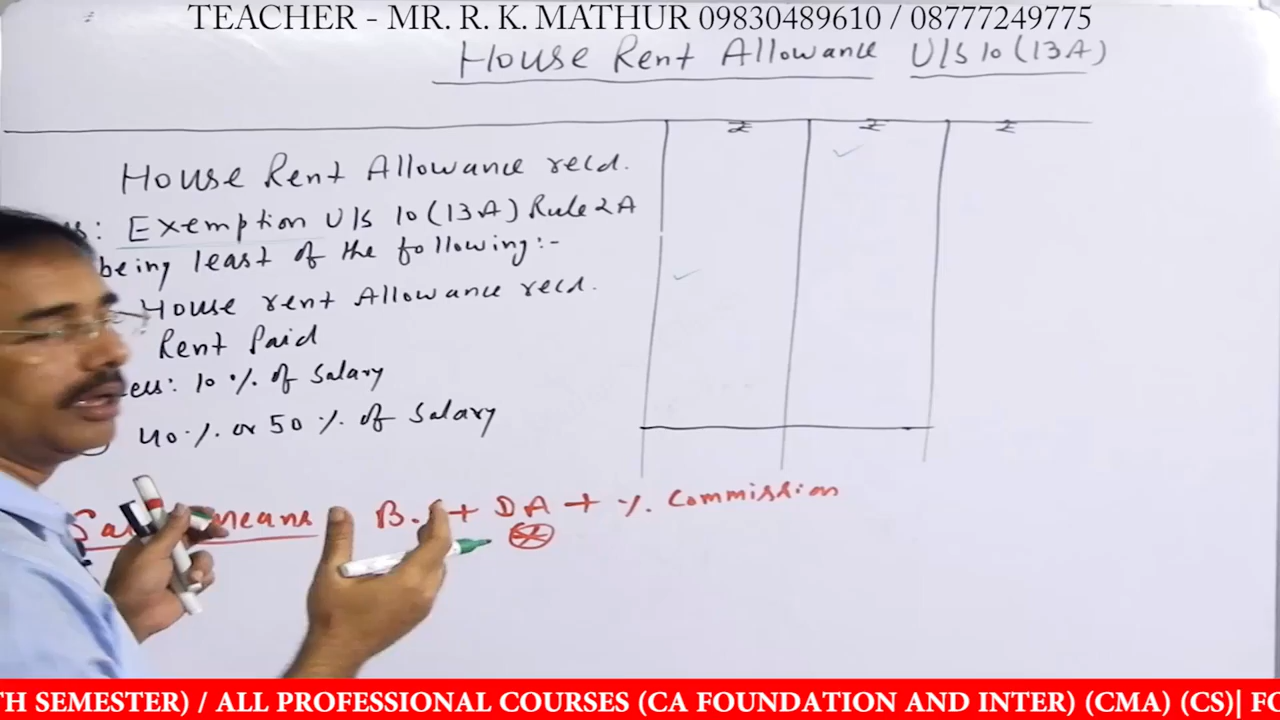 TEACHER - MR. R. K. MATHUR 09830489610 / 08777249775
House Rent Allowance U/S 10 (13A)
₹ ₹ ₹
House Rent Allowance recd.
Exemption U/S 10 (13A) Rule 2A
being least of the following:-
House rent Allowance recd.
Rent Paid
10 % of Salary
40 % or 50 % of Salary
means B. + DA + % Commission
TH SEMESTER) / ALL PROFESSIONAL COURSES (CA FOUNDATION AND INTER) (CMA) (CS)| FO